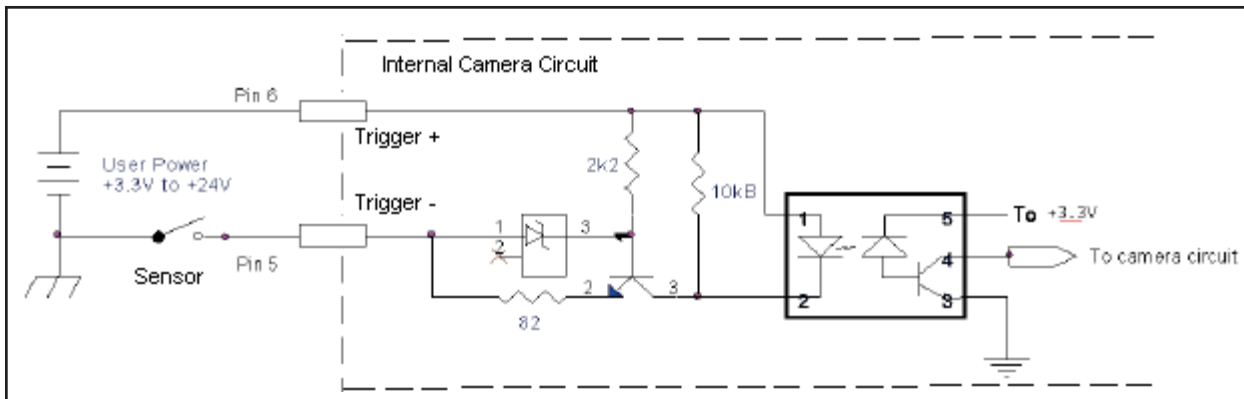 Internal Camera Circuit
Pin 6
Trigger +
User Power
+3.3V to +24V
2k2
10kB
Trigger -
1
2
3
1
Sensor
Pin 5
82
2
3
1
2
5
4
3
To +3.3V
To camera circuit